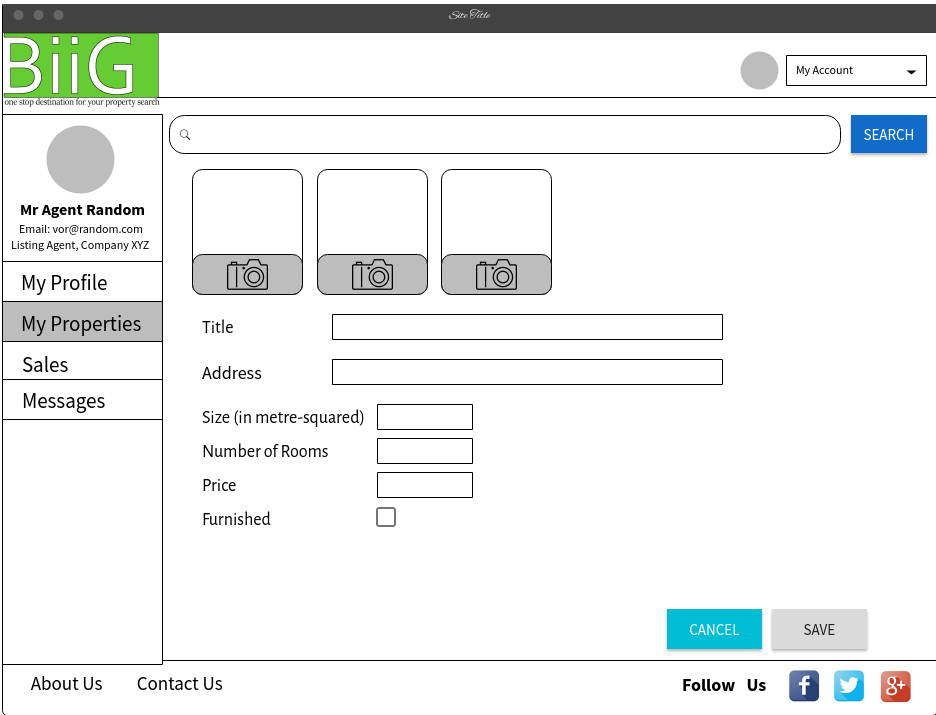 Site Title
BiiG
one stop destination for your property search
My Account
SEARCH
Mr Agent Random
Email: vor@random.com
Listing Agent, Company XYZ
My Profile
My Properties
Sales
Messages
Title
Address
Size (in metre-squared)
Number of Rooms
Price
Furnished
CANCEL
SAVE
About Us
Contact Us
Follow Us
f
g+